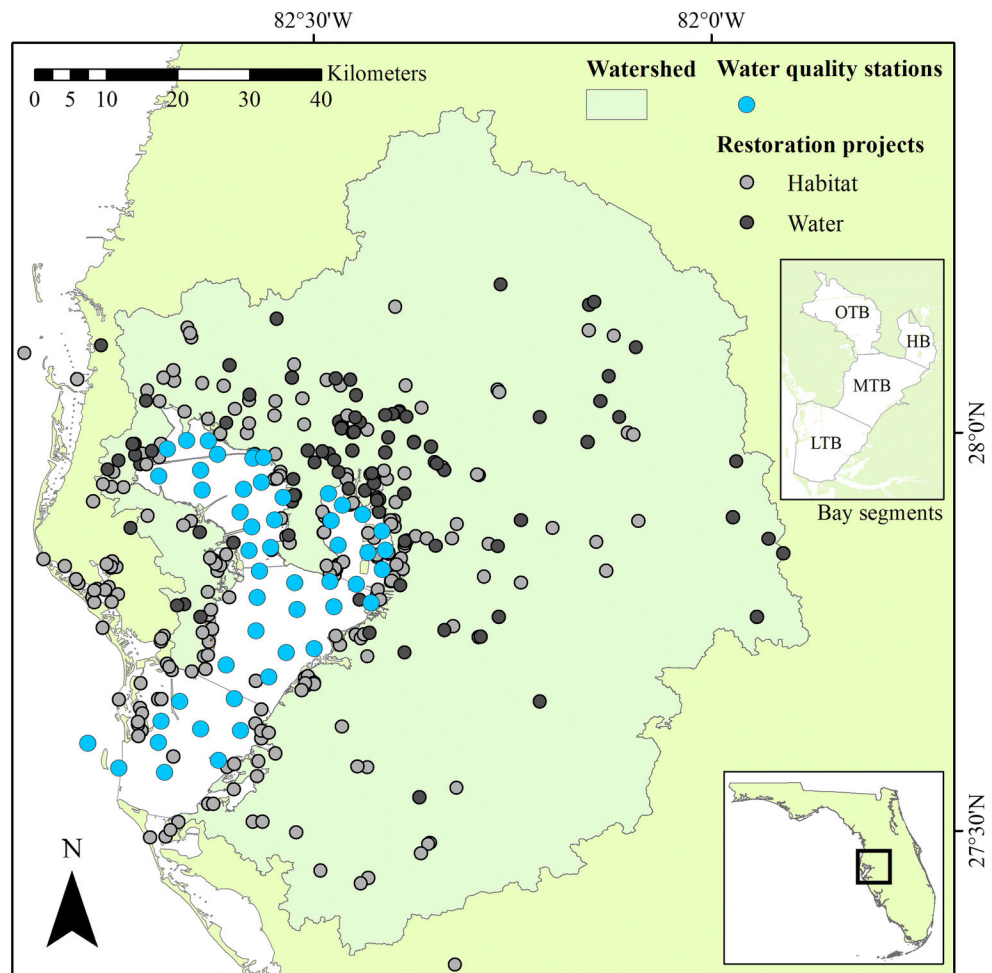 82°30'W
82°0'W
Kilometers
0 5 10 20 30 40
Watershed
Water quality stations
Restoration projects
Habitat
Water
OTB
HB
MTB
LTB
Bay segments
28°0'N
27°30'N
N